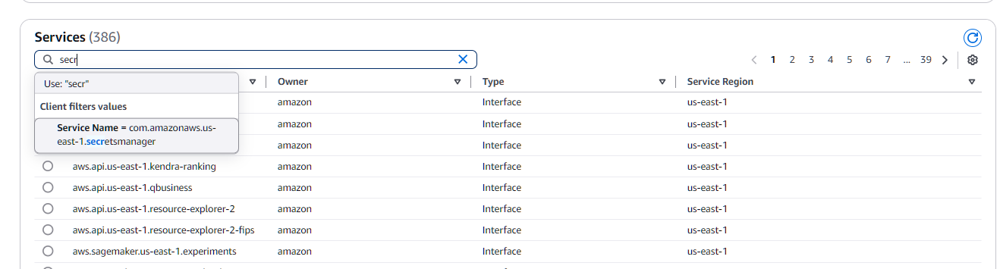 Services (386)
secr
1 2 3 4 5 6 7 ... 39
Use: "secr"
Owner Type Service Region
Client filters values
amazon Interface us-east-1
Service Name = com.amazonaws.us-
east-1.secretsmanager
amazon Interface us-east-1
amazon Interface us-east-1
aws.api.us-east-1.kendra-ranking amazon Interface us-east-1
aws.api.us-east-1.qbusiness amazon Interface us-east-1
aws.api.us-east-1.resource-explorer-2 amazon Interface us-east-1
aws.api.us-east-1.resource-explorer-2-fips amazon Interface us-east-1
aws.sagemaker.us-east-1.experiments amazon Interface us-east-1